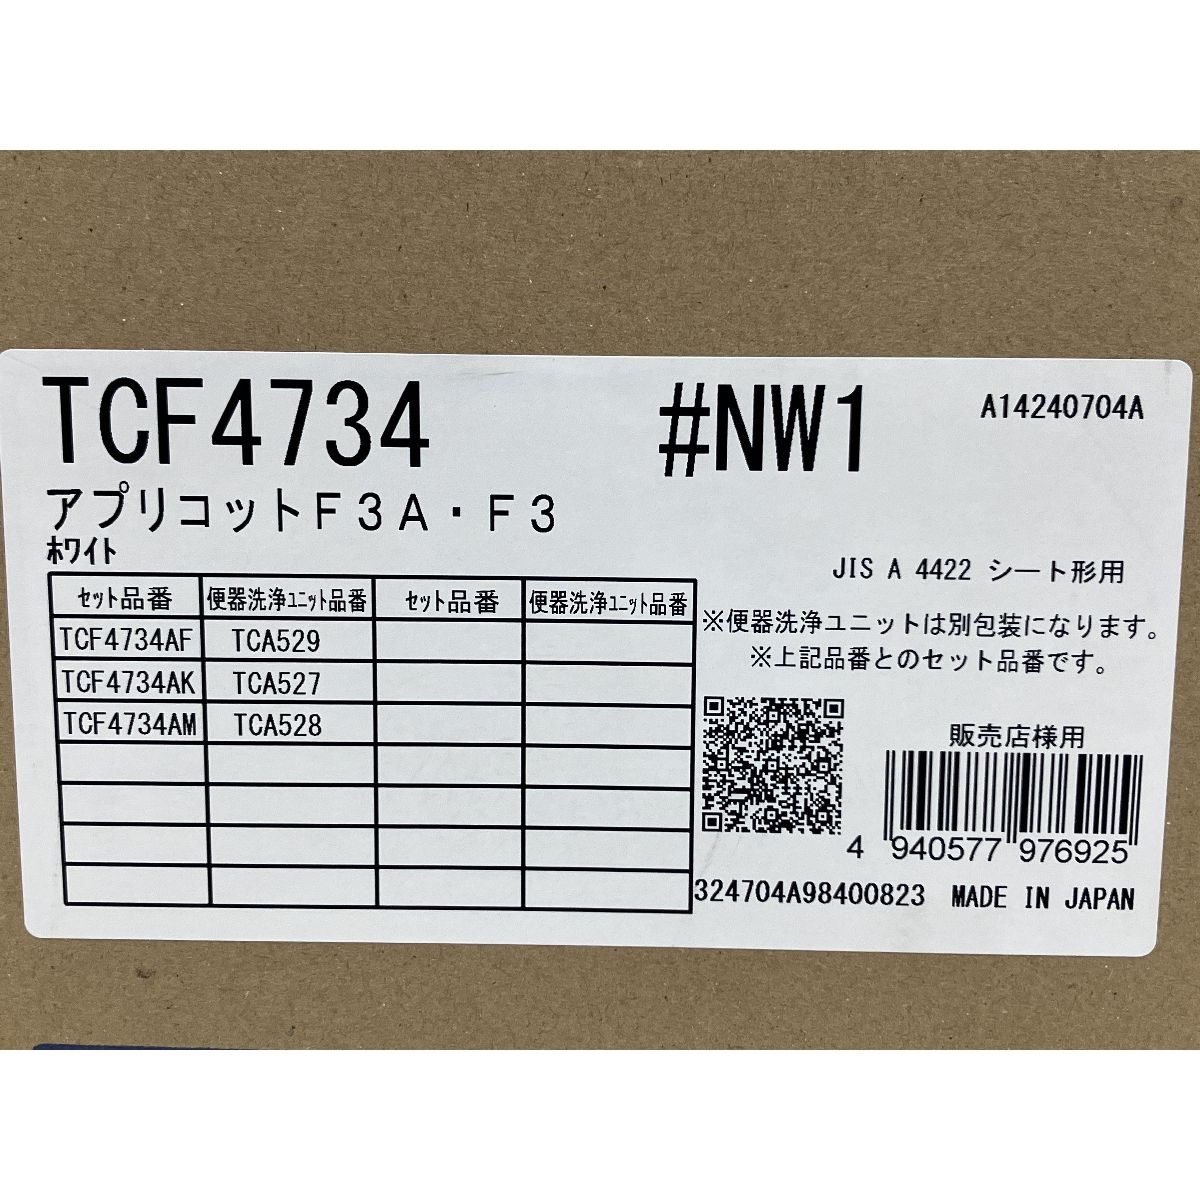 TCF4734 #NW1 A14240704A
アプリコットF3A・F3
ホワイト
JIS A 4422 シート形用
セット品番 便器洗浄ユニット品番 セット品番 便器洗浄ユニット品番
TCF4734AF TCA529
TCF4734AK TCA527
TCF4734AM TCA528
※便器洗浄ユニットは別包装になります。
※上記品番とのセット品番です。
販売店様用
4 940577 976925
324704A98400823 MADE IN JAPAN